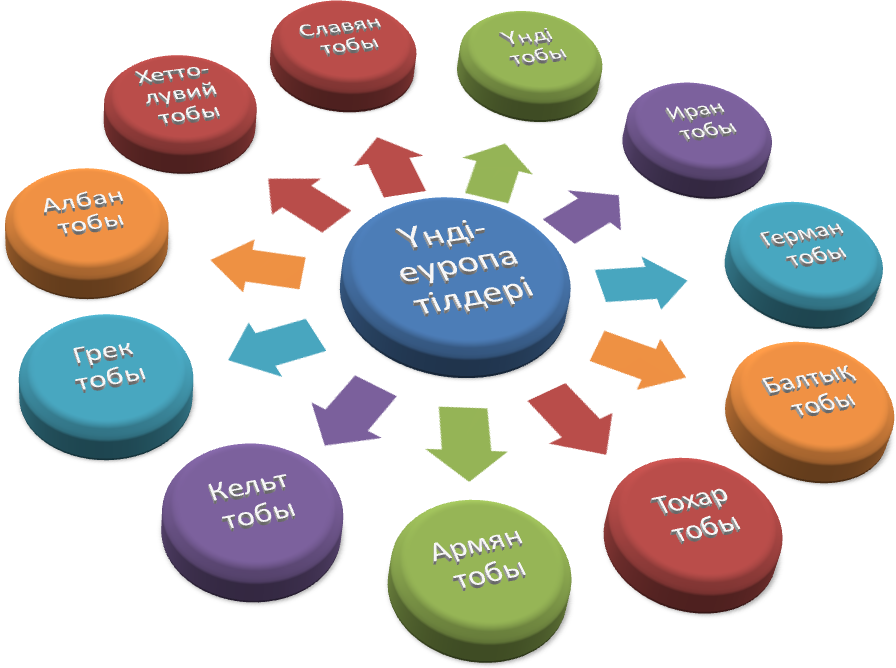 Үнді-
еуропа
тілдері
Славян
тобы
Үнді
тобы
Иран
тобы
Герман
тобы
Балтық
тобы
Тохар
тобы
Армян
тобы
Кельт
тобы
Грек
тобы
Албан
тобы
Хетто-
лувий
тобы